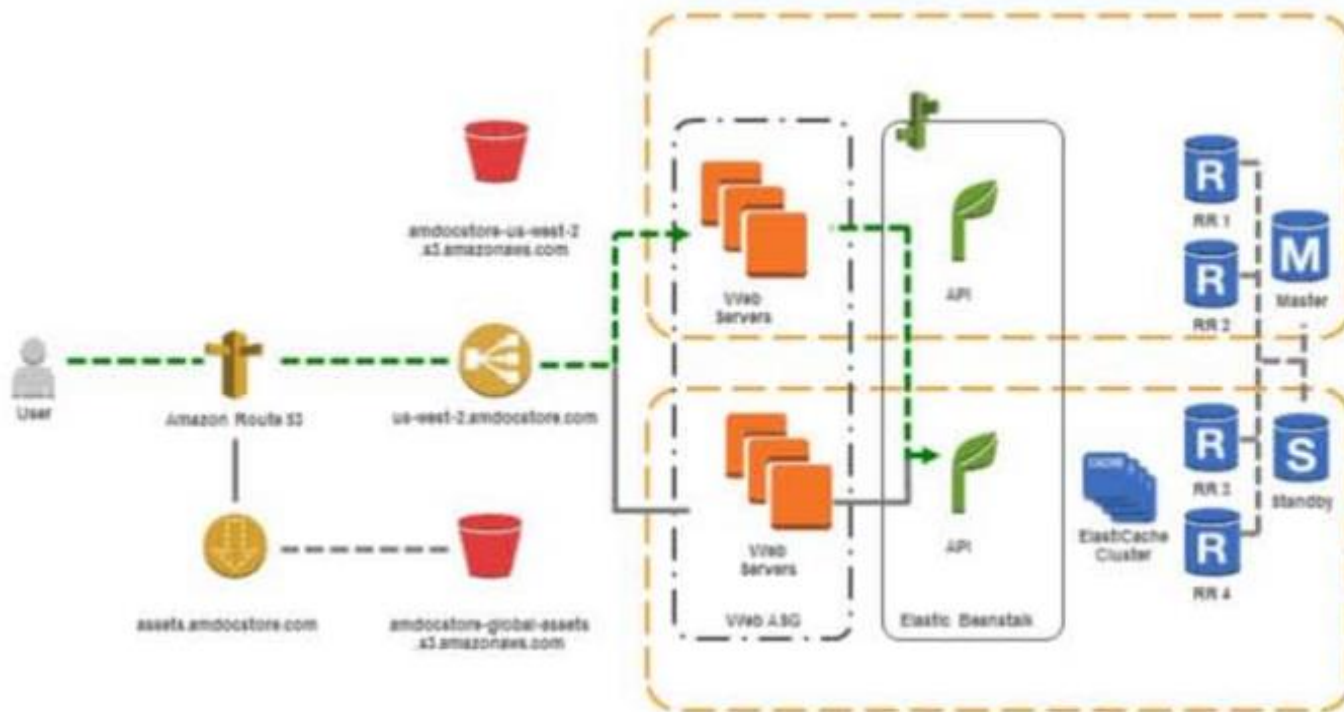 amdocstore-us-west-2
.s3.amazonaws.com
Web
Servers
API
R
RR 1
R
RR 2
M
Master
User
Amazon Route 53
us-west-2.amdocstore.com
Web
Servers
API
CACHE
ElastiCache
Cluster
R
RR 3
R
RR 4
S
Standby
assets.amdocstore.com
amdocstore-global-assets
.s3.amazonaws.com
Web ASG
Elastic Beanstalk